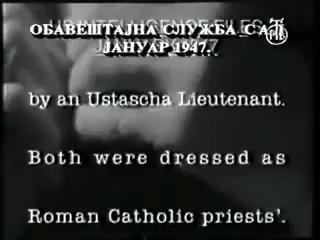 ОБАВЕШТАЈНА СЛУЖБА САД
ЈАНУАР 1947.
by an Ustascha Lieutenant.
Both were dressed as
Roman Catholic priests'.